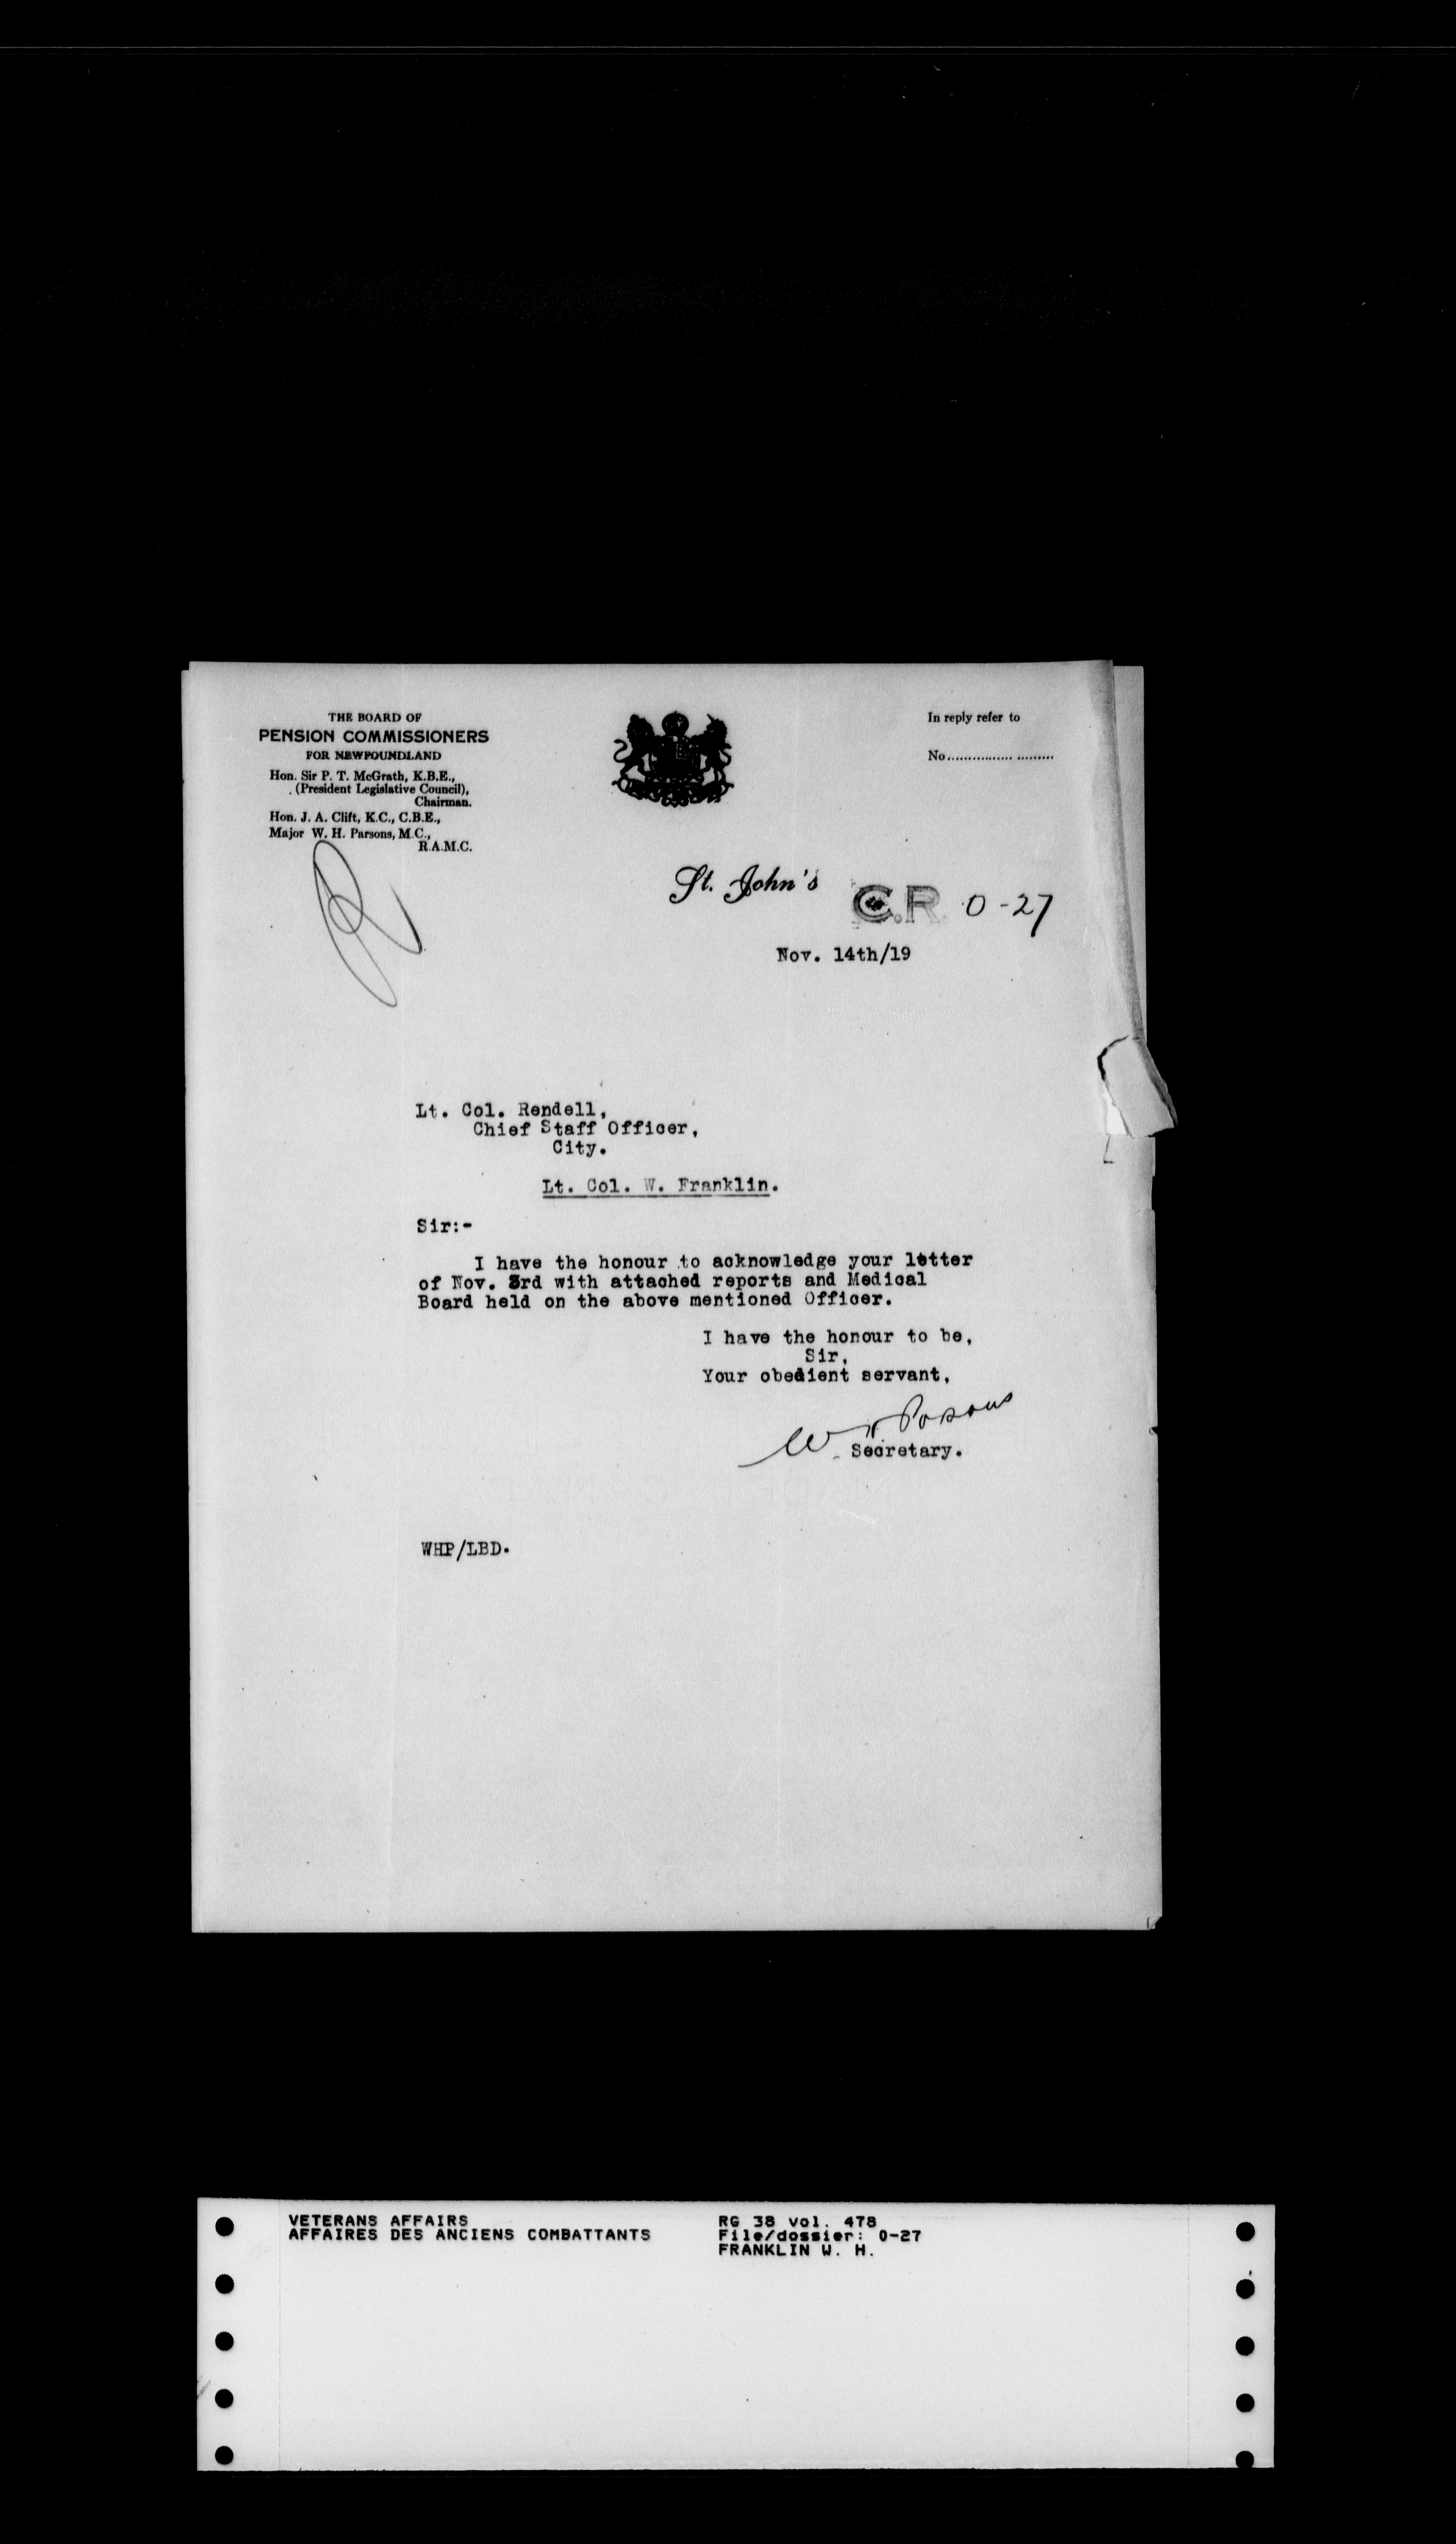 THE BOARD OF
PENSION COMMISSIONERS
FOR NEWFOUNDLAND
Hon. Sir P. T. McGrath, K.B.E.,
(President Legislative Council),
Chairman.
Hon. J. A. Clift, K.C., C.B.E.,
Major W. H. Parsons, M.C.,
R.A.M.C.
In reply refer to
No.........................
St. John's
C.R. 0-27
Nov. 14th/19
Lt. Col. Rendell,
Chief Staff Officer,
City.
Lt. Col. W. Franklin.
Sir:-
I have the honour to acknowledge your letter
of Nov. 3rd with attached reports and Medical
Board held on the above mentioned Officer.
I have the honour to be,
Sir,
Your obedient servant,
W H Parsons
Secretary.
WHP/LBD.
VETERANS AFFAIRS
AFFAIRES DES ANCIENS COMBATTANTS
RG 38 vol. 478
File/dossier: 0-27
FRANKLIN W. H.